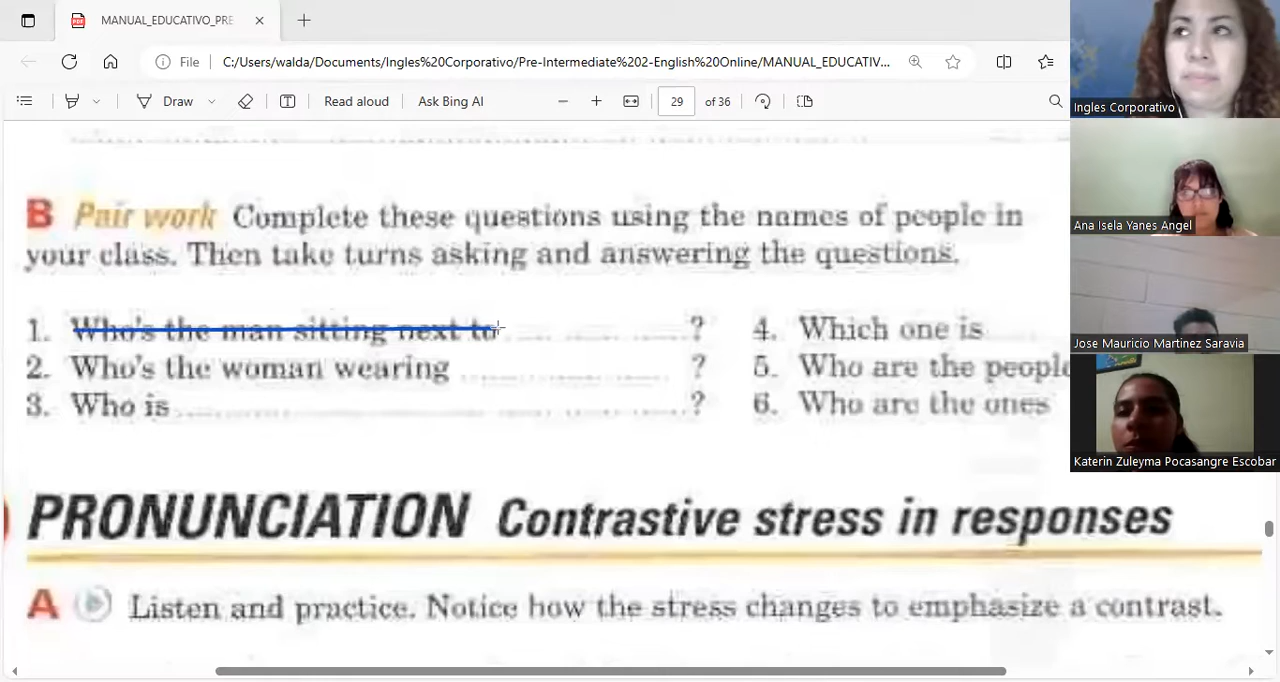 MANUAL_EDUCATIVO_PRE
File
C:/Users/walda/Documents/Ingles%20Corporativo/Pre-Intermediate%202-English%20Online/MANUAL_EDUCATIV...
Draw
Read aloud
Ask Bing AI
29
of 36
B Pair work Complete these questions using the names of people in
your class. Then take turns asking and answering the questions.
1. Who's the man sitting next to ?
2. Who's the woman wearing ?
3. Who is ?
4. Which one is
5. Who are the people
6. Who are the ones
PRONUNCIATION Contrastive stress in responses
A Listen and practice. Notice how the stress changes to emphasize a contrast.
Ingles Corporativo
Ana Isela Yanes Angel
Jose Mauricio Martinez Saravia
Katerin Zuleyma Pocasangre Escobar